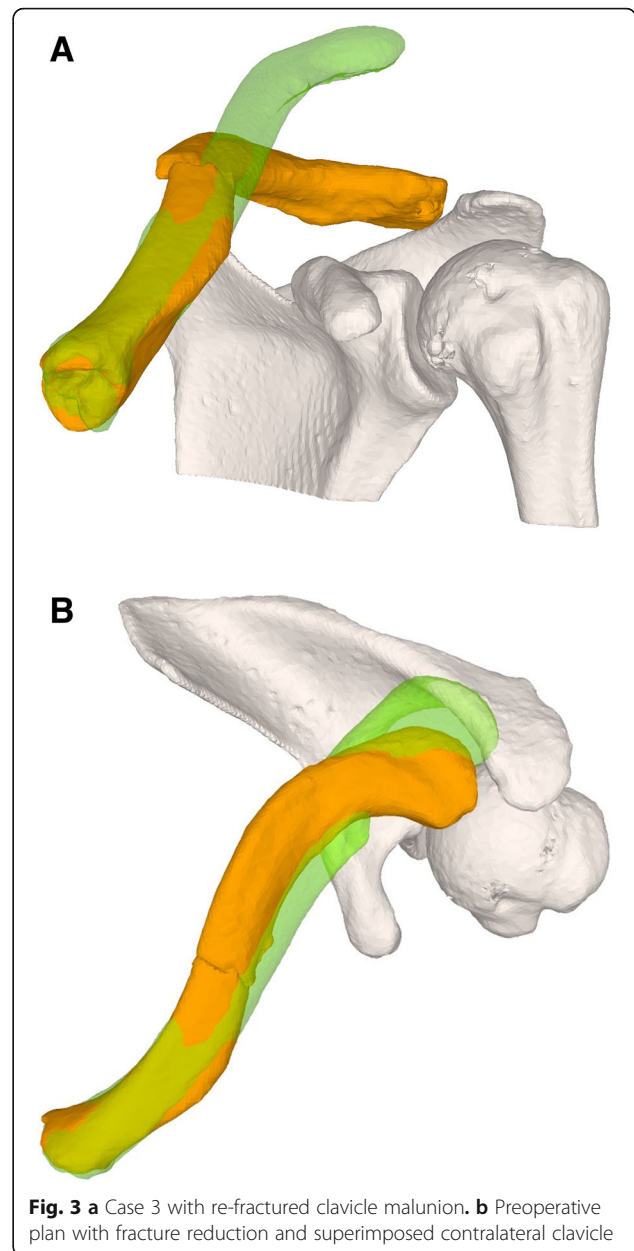 A
B
Fig. 3 a Case 3 with re-fractured clavicle malunion. b Preoperative
plan with fracture reduction and superimposed contralateral clavicle